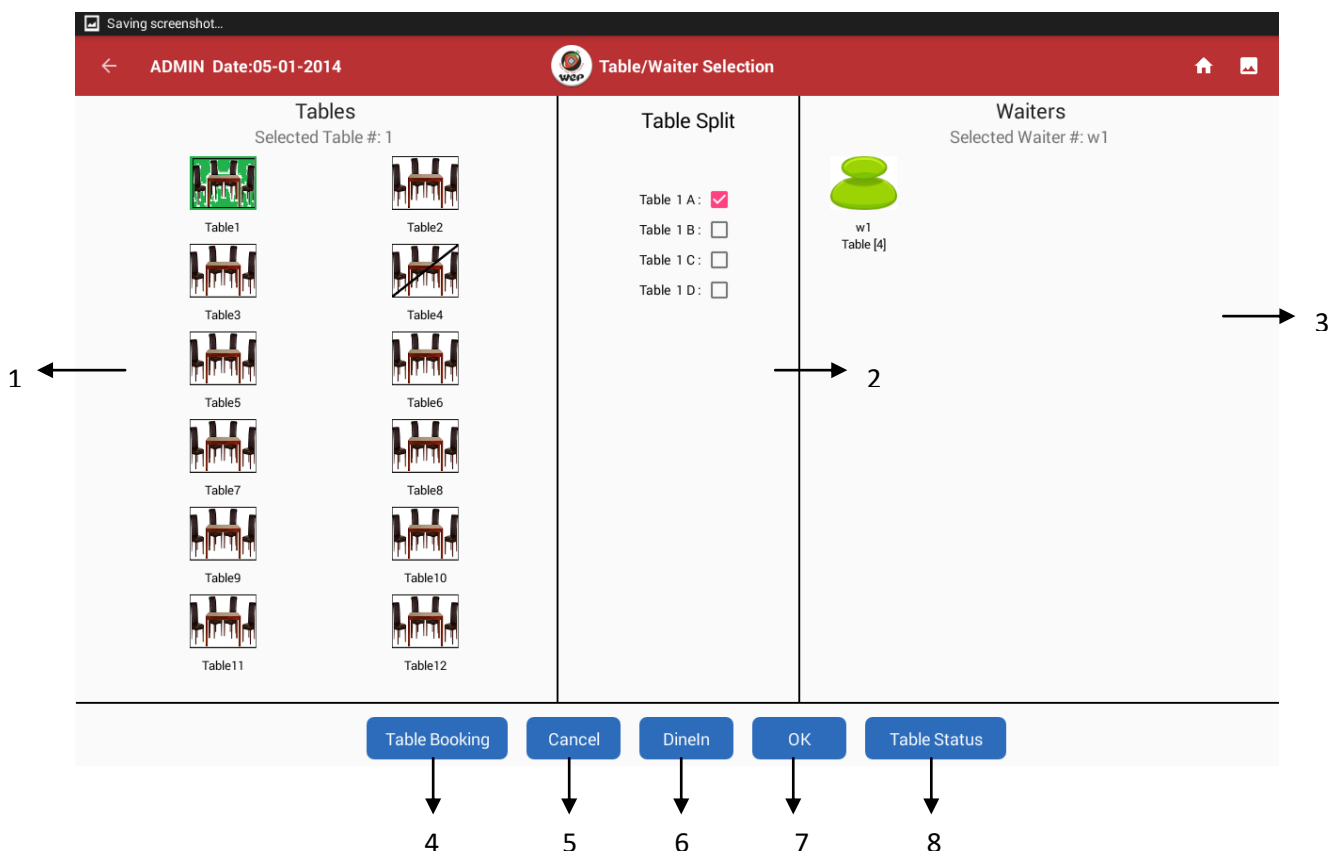 Saving screenshot...
ADMIN Date:05-01-2014
wep
Table/Waiter Selection
Tables
Selected Table #: 1
Table1
Table2
Table3
Table4
Table5
Table6
Table7
Table8
Table9
Table10
Table11
Table12
Table Split
Table 1 A :
Table 1 B :
Table 1 C :
Table 1 D :
Waiters
Selected Waiter #: w1
w1
Table [4]
1
2
3
Table Booking
Cancel
DineIn
OK
Table Status
4
5
6
7
8